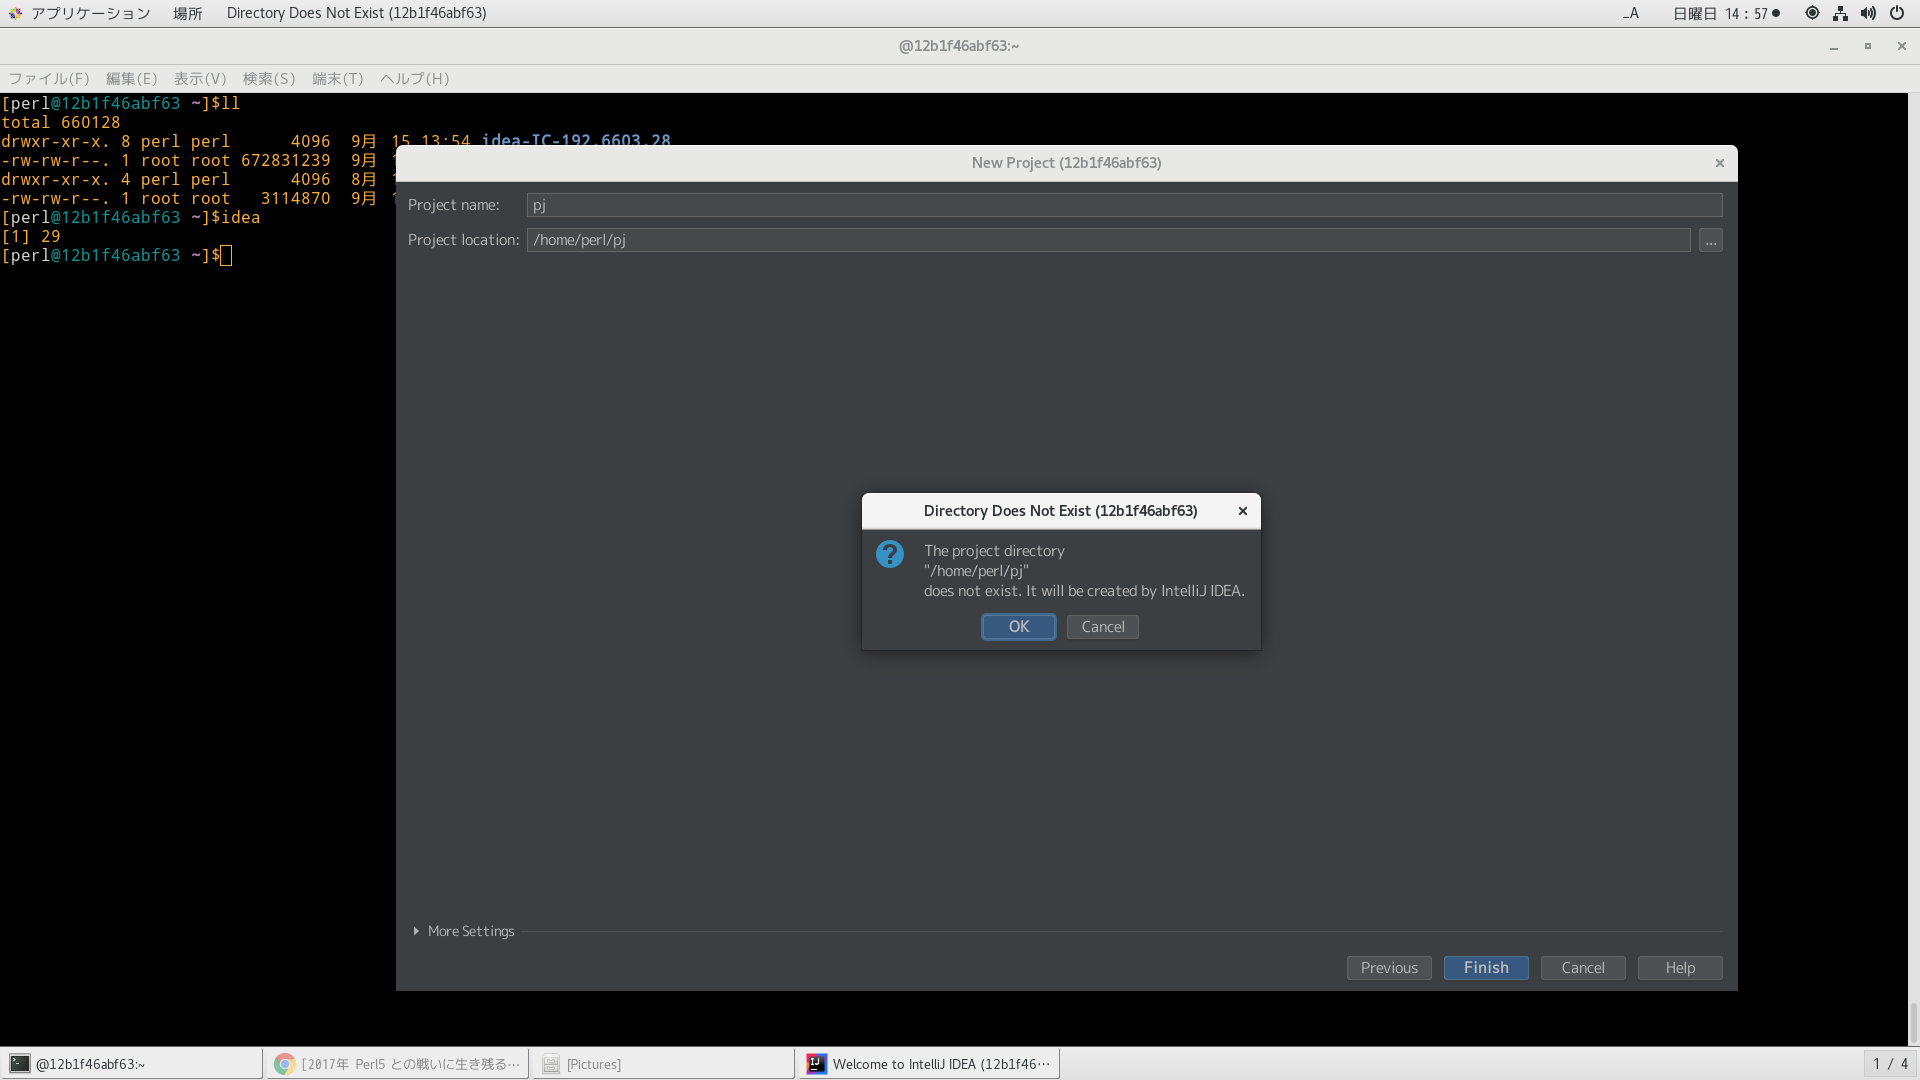 アプリケーション 場所 Directory Does Not Exist (12b1f46abf63) _A 日曜日 14：57
@12b1f46abf63:~
ファイル(F) 編集(E) 表示(V) 検索(S) 端末(T) ヘルプ(H)
[perl@12b1f46abf63 ~]$ll
total 660128
drwxr-xr-x. 8 perl perl 4096 9月 15 13:54 idea-IC-192.6603.28
-rw-rw-r--. 1 root root 672831239 9月
drwxr-xr-x. 4 perl perl 4096 8月
-rw-rw-r--. 1 root root 3114870 9月
[perl@12b1f46abf63 ~]$idea
[1] 29
[perl@12b1f46abf63 ~]$
New Project (12b1f46abf63)
Project name: pj
Project location: /home/perl/pj ...
Directory Does Not Exist (12b1f46abf63)
The project directory
"/home/perl/pj"
does not exist. It will be created by IntelliJ IDEA.
OK Cancel
More Settings
Previous Finish Cancel Help
@12b1f46abf63:~ [2017年 Perl5 との戦いに生き残る… [Pictures] Welcome to IntelliJ IDEA (12b1f46… 1 / 4